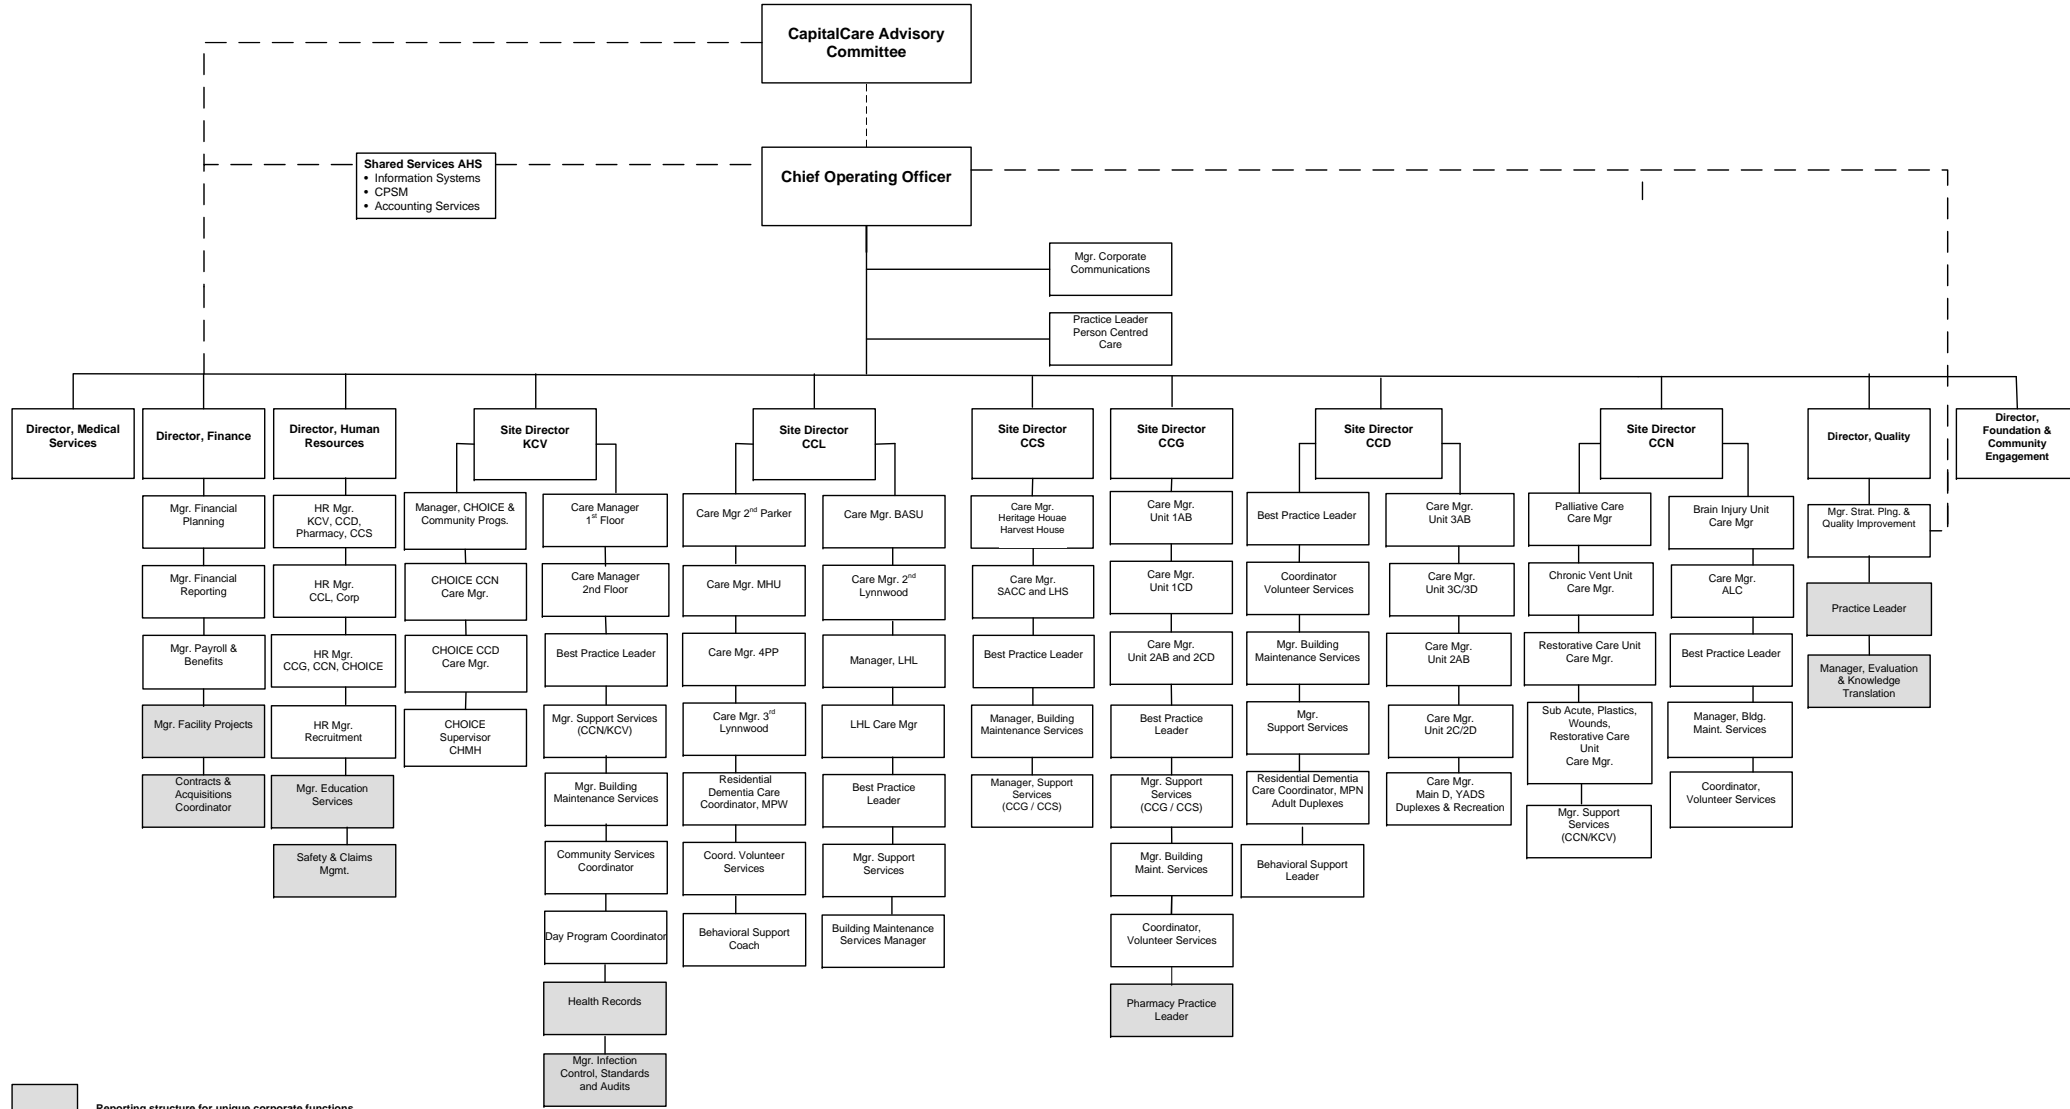 CapitalCare Advisory
Committee
Shared Services AHS
• Information Systems
• CPSM
• Accounting Services
Chief Operating Officer
Mgr. Corporate
Communications
Practice Leader
Person Centred
Care
Director, Medical
Services
Director, Finance
Director, Human
Resources
Site Director
KCV
Site Director
CCL
Site Director
CCS
Site Director
CCG
Site Director
CCD
Site Director
CCN
Director, Quality
Director,
Foundation &
Community
Engagement
Mgr. Financial
Planning
Mgr. Financial
Reporting
Mgr. Payroll &
Benefits
Mgr. Facility Projects
Contracts &
Acquisitions
Coordinator
HR Mgr.
KCV, CCD,
Pharmacy, CCS
HR Mgr.
CCL, Corp
HR Mgr.
CCG, CCN, CHOICE
HR Mgr.
Recruitment
Mgr. Education
Services
Safety & Claims
Mgmt.
Manager, CHOICE &
Community Progs.
CHOICE CCN
Care Mgr.
CHOICE CCD
Care Mgr.
CHOICE
Supervisor
CHMH
Care Manager
1st Floor
Care Manager
2nd Floor
Best Practice Leader
Mgr. Support Services
(CCN/KCV)
Mgr. Building
Maintenance Services
Community Services
Coordinator
Day Program Coordinator
Health Records
Mgr. Infection
Control, Standards
and Audits
Care Mgr 2nd Parker
Care Mgr. MHU
Care Mgr. 4PP
Care Mgr. 3rd
Lynnwood
Residential
Dementia Care
Coordinator, MPW
Coord. Volunteer
Services
Behavioral Support
Coach
Care Mgr. BASU
Care Mgr. 2nd
Lynnwood
Manager, LHL
LHL Care Mgr
Best Practice
Leader
Mgr. Support
Services
Building Maintenance
Services Manager
Care Mgr.
Heritage Houae
Harvest House
Care Mgr.
SACC and LHS
Best Practice Leader
Manager, Building
Maintenance Services
Manager, Support
Services
(CCG / CCS)
Care Mgr.
Unit 1AB
Care Mgr.
Unit 1CD
Care Mgr.
Unit 2AB and 2CD
Best Practice
Leader
Mgr. Support
Services
(CCG / CCS)
Mgr. Building
Maint. Services
Coordinator,
Volunteer Services
Pharmacy Practice
Leader
Best Practice Leader
Coordinator
Volunteer Services
Mgr. Building
Maintenance Services
Mgr.
Support Services
Residential Dementia
Care Coordinator, MPN
Adult Duplexes
Behavioral Support
Leader
Care Mgr.
Unit 3AB
Care Mgr.
Unit 3C/3D
Care Mgr.
Unit 2AB
Care Mgr.
Unit 2C/2D
Care Mgr.
Main D, YADS
Duplexes & Recreation
Palliative Care
Care Mgr
Chronic Vent Unit
Care Mgr.
Restorative Care Unit
Care Mgr.
Sub Acute, Plastics,
Wounds,
Restorative Care
Unit
Care Mgr.
Mgr. Support
Services
(CCN/KCV)
Brain Injury Unit
Care Mgr
Care Mgr.
ALC
Best Practice Leader
Manager, Bldg.
Maint. Services
Coordinator,
Volunteer Services
Mgr. Strat. Plng. &
Quality Improvement
Practice Leader
Manager, Evaluation
& Knowledge
Translation
Reporting structure for unique corporate functions